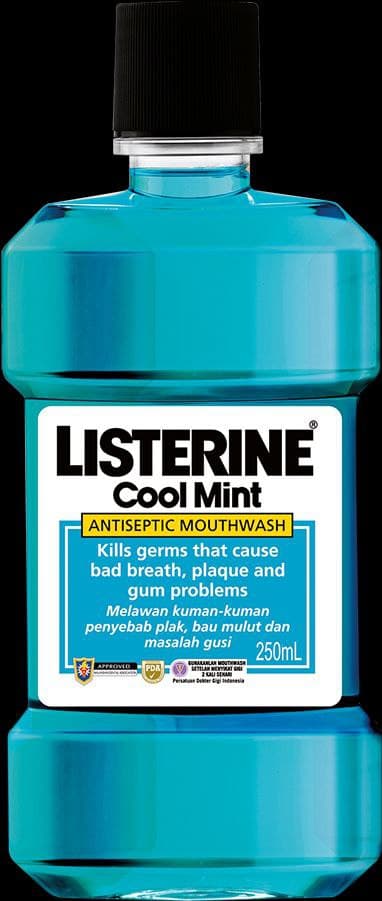 LISTERINE®
Cool Mint
ANTISEPTIC MOUTHWASH
Kills germs that cause
bad breath, plaque and
gum problems
Melawan kuman-kuman
penyebab plak, bau mulut dan
masalah gusi
250mL
APPROVED
PDA
GUNAKANLAH MOUTHWASH
SETELAH MENYIKAT GIGI
2 KALI SEHARI
Persatuan Dokter Gigi Indonesia